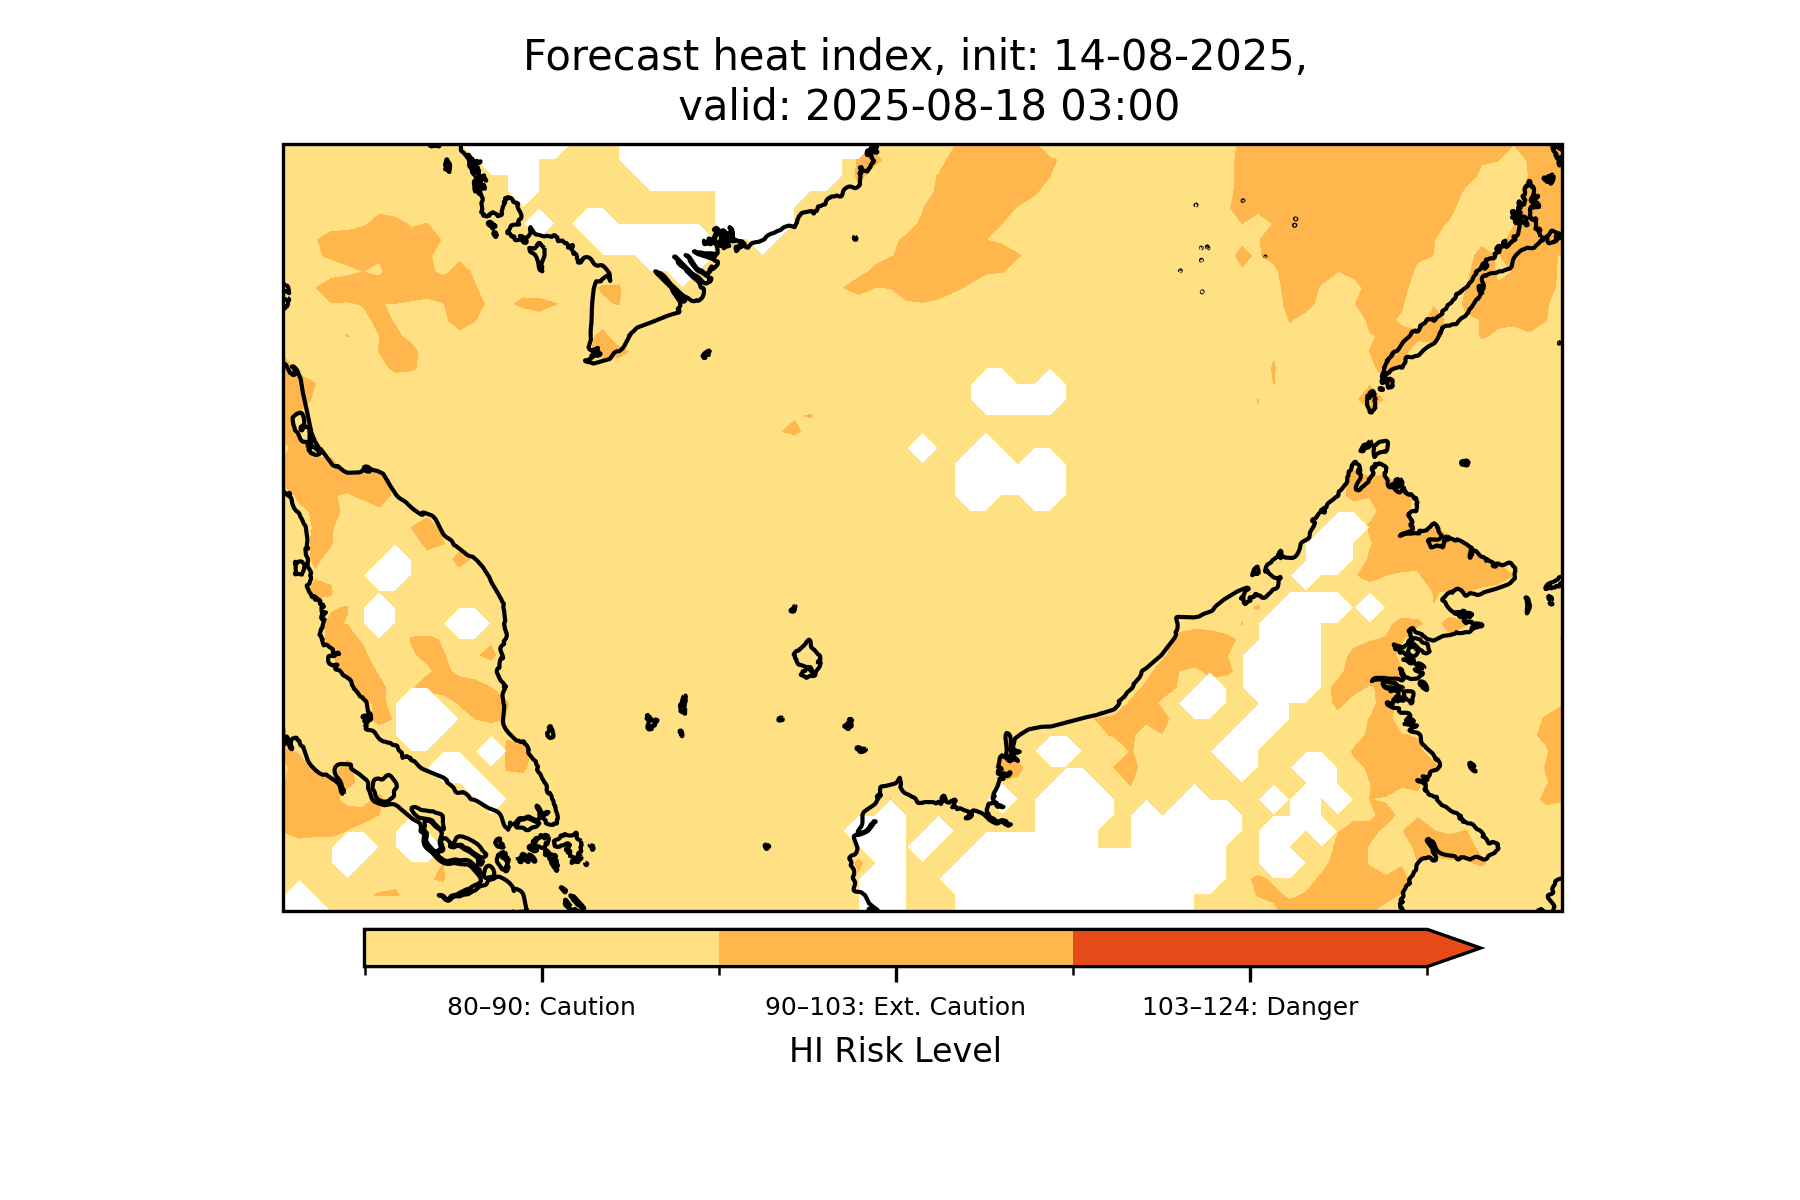 Forecast heat index, init: 14-08-2025,
valid: 2025-08-18 03:00
80–90: Caution
90–103: Ext. Caution
103–124: Danger
HI Risk Level